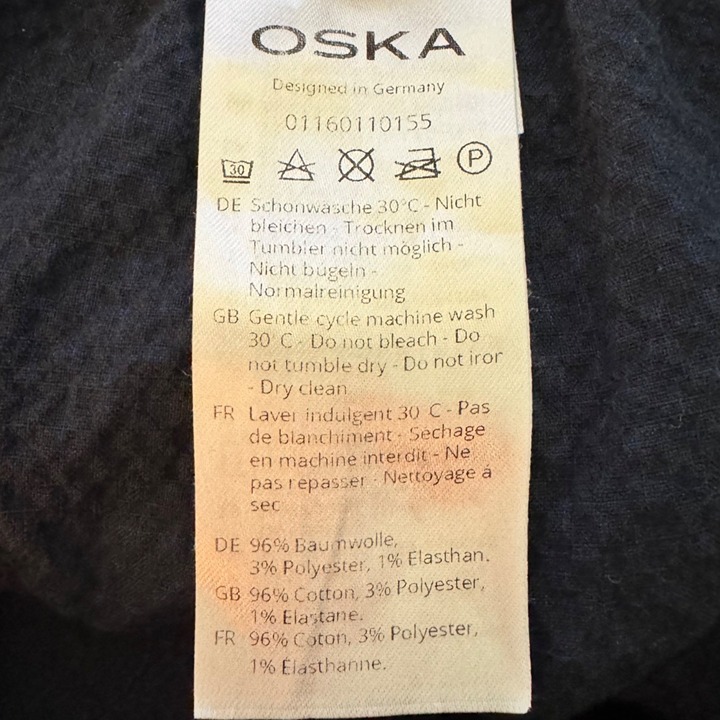 OSKA
Designed in Germany
01160110155
30 P
DE Schonwäsche 30°C - Nicht
bleichen - Trocknen im
Tumbler nicht möglich -
Nicht bügeln -
Normalreinigung
GB Gentle cycle machine wash
30°C - Do not bleach - Do
not tumble dry - Do not iron
- Dry clean
FR Laver indulgent 30°C - Pas
de blanchiment - Séchage
en machine interdit - Ne
pas repasser - Nettoyage à
sec
DE 96% Baumwolle,
3% Polyester, 1% Elasthan.
GB 96% Cotton, 3% Polyester,
1% Elastane.
FR 96% Coton, 3% Polyester,
1% Élasthanne.